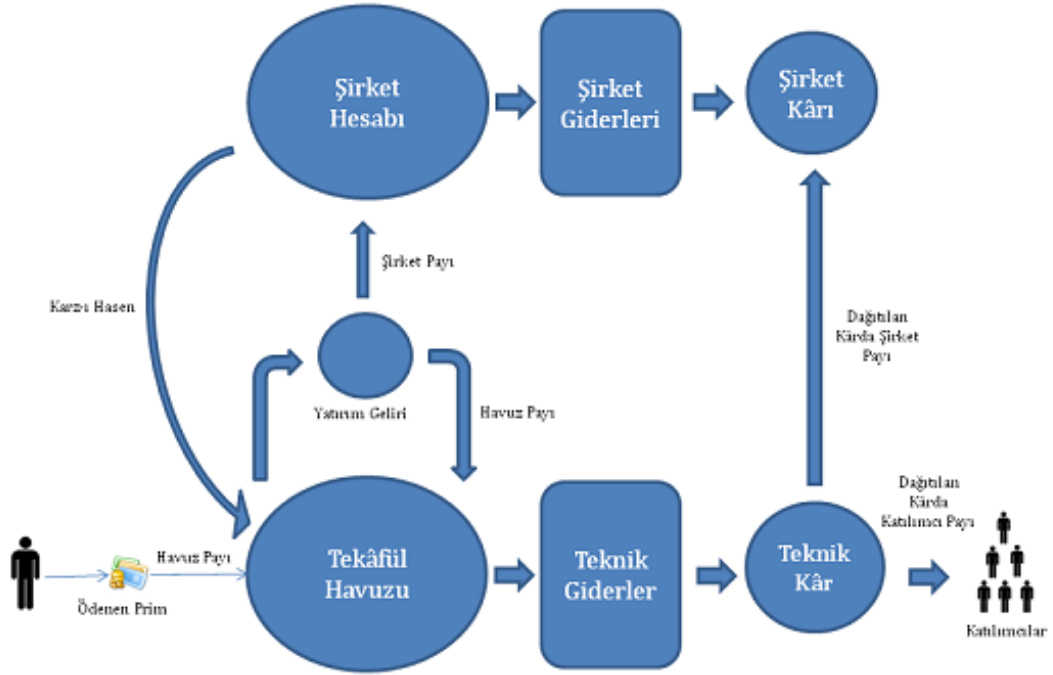 Şirket
Hesabı
Şirket
Giderleri
Şirket
Kârı
Şirket Payı
Karz-ı Hasen
Dağıtılan
Kârda Şirket
Payı
Yatırım Geliri
Havuz Payı
Dağıtılan
Kârda
Katılımcı Payı
Havuz Payı
Tekâfül
Havuzu
Teknik
Giderler
Teknik
Kâr
Ödenen Prim
Katılımcılar